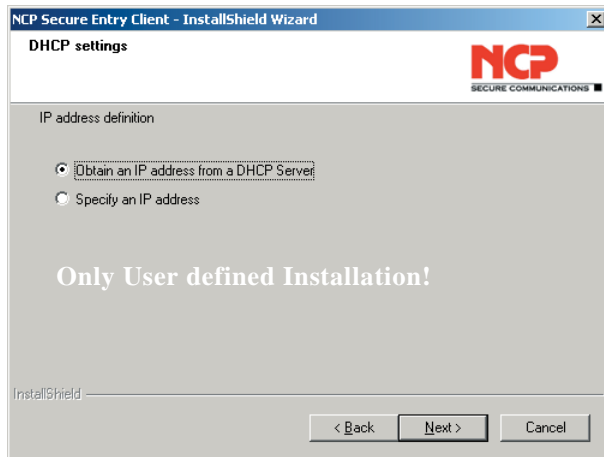 NCP Secure Entry Client - InstallShield Wizard
DHCP settings
NCP
SECURE COMMUNICATIONS
IP address definition
Obtain an IP address from a DHCP Server
Specify an IP address
Only User defined Installation!
InstallShield
< Back
Next >
Cancel